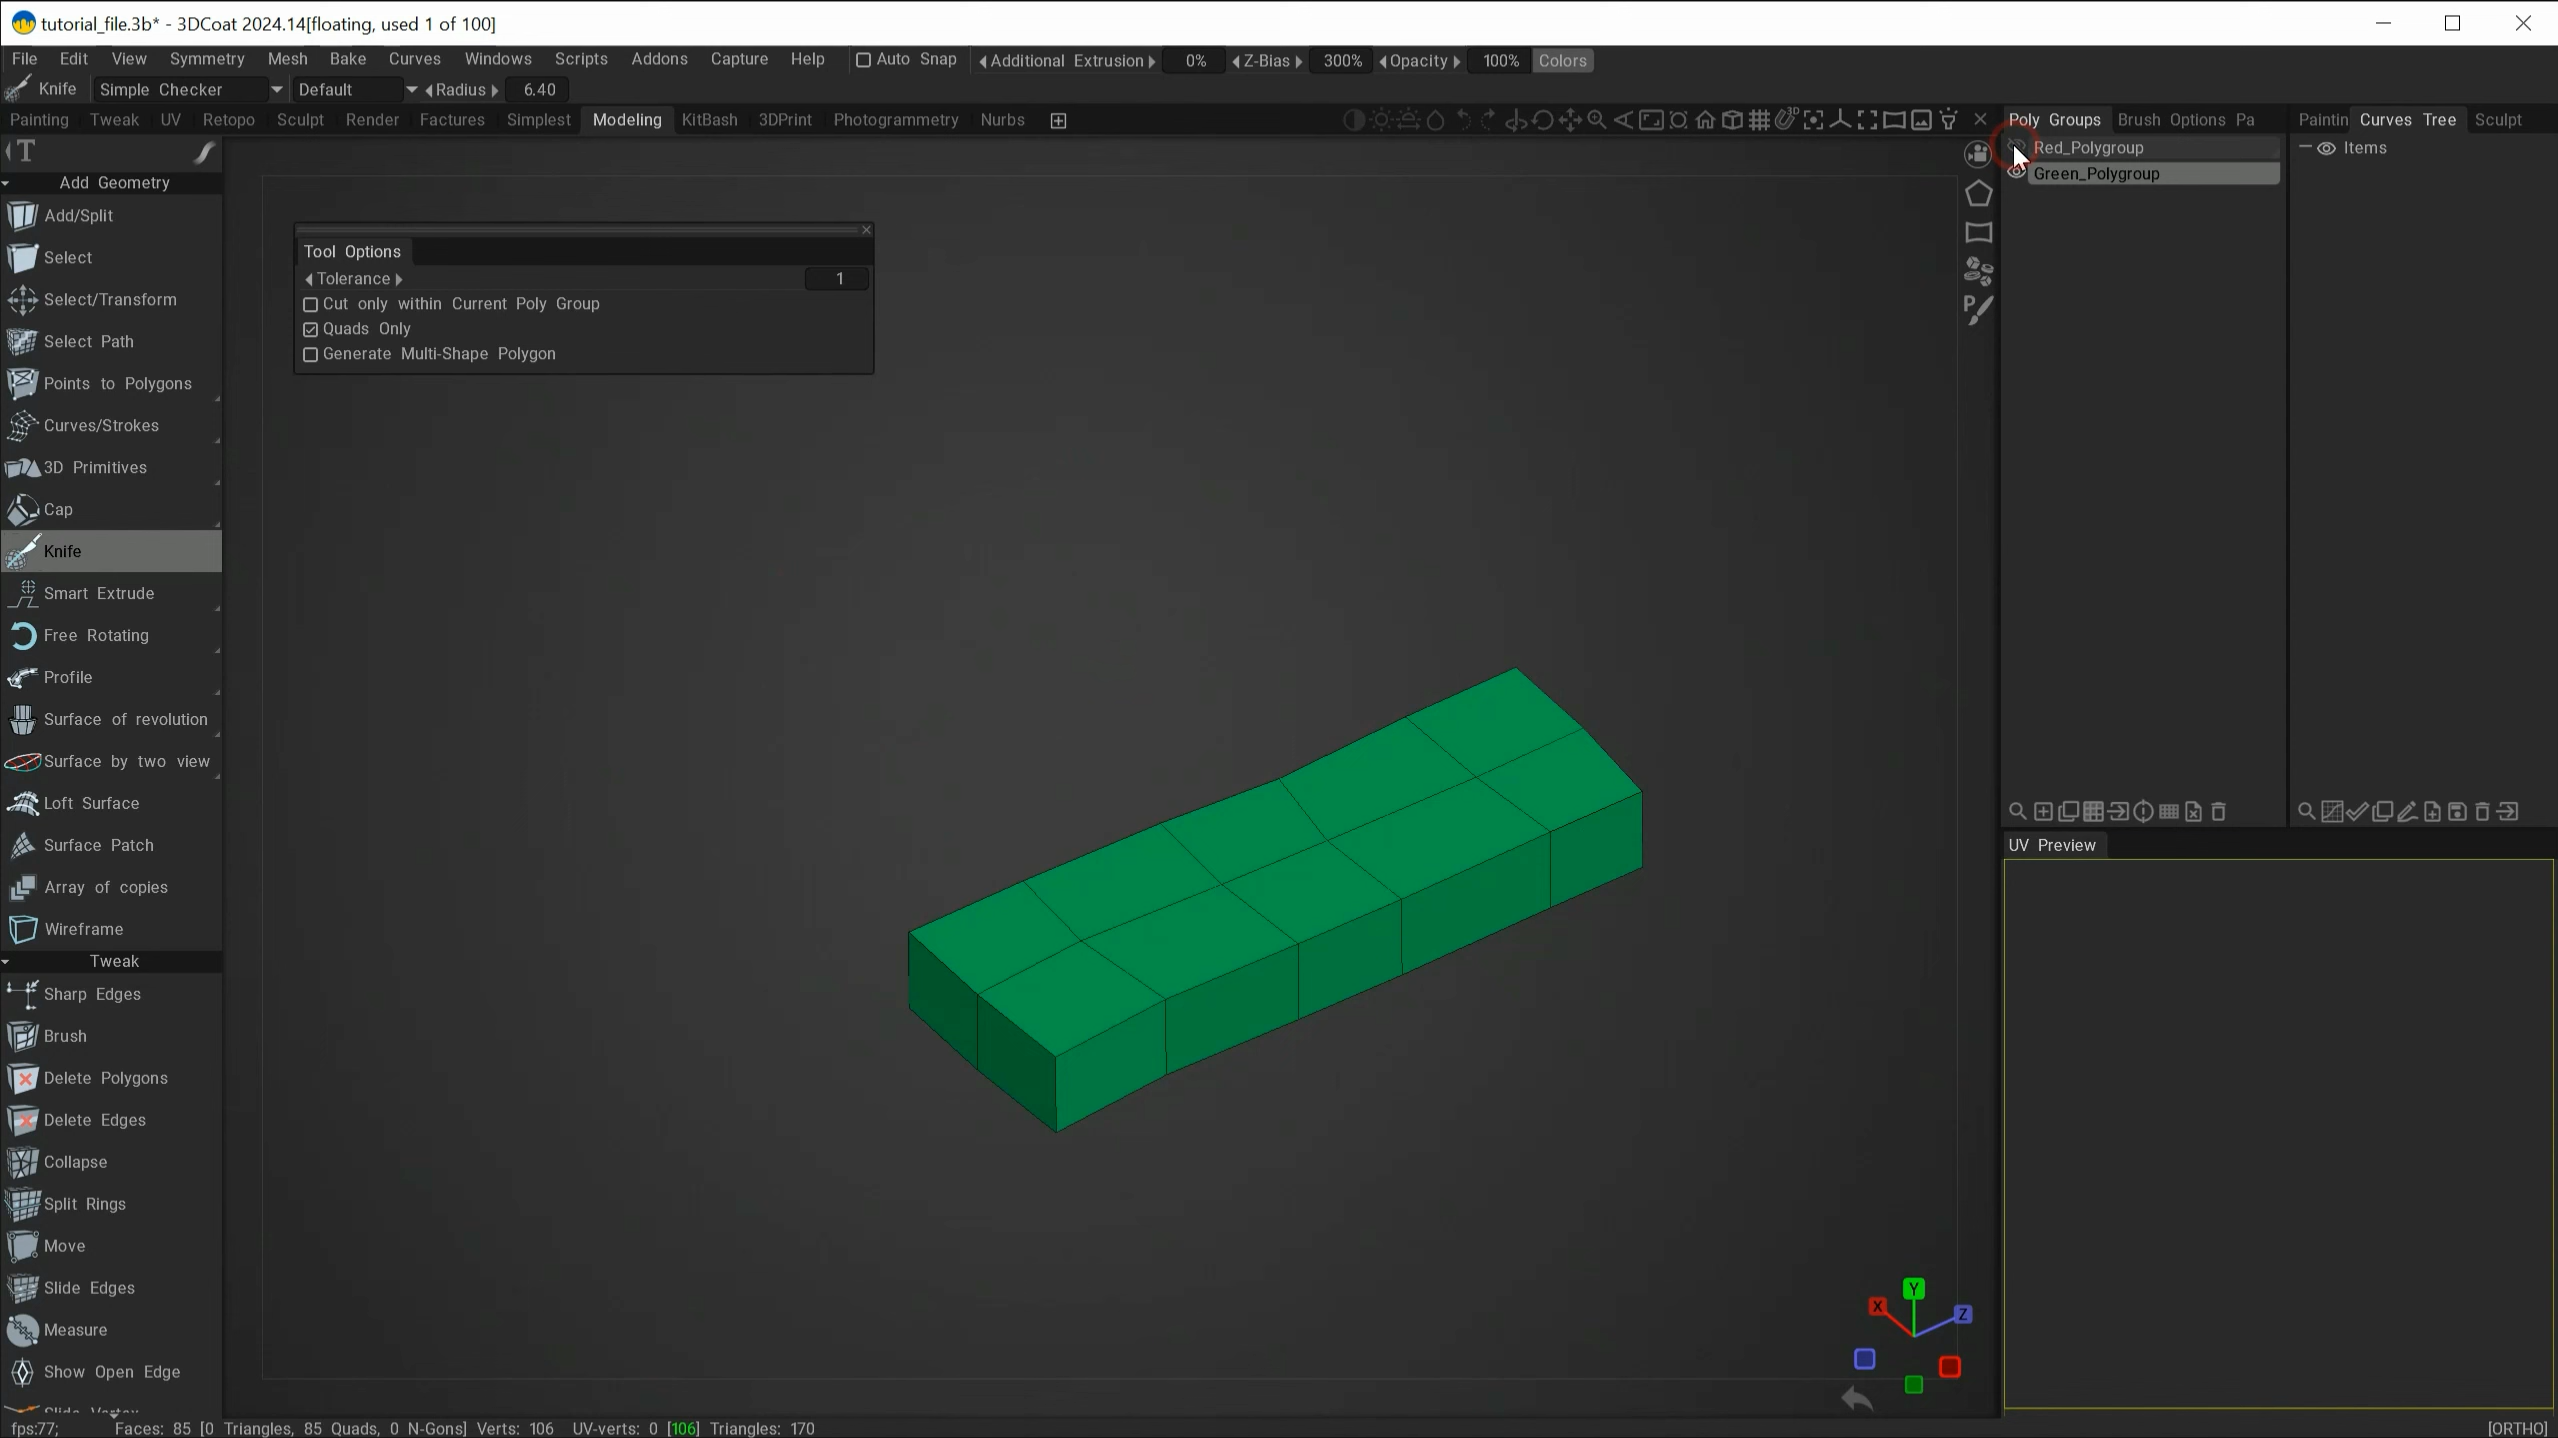 tutorial_file.3b* - 3DCoat 2024.14[floating, used 1 of 100]
File Edit View Symmetry Mesh Bake Curves Windows Scripts Addons Capture Help Auto Snap Additional Extrusion 0% Z-Bias 300% Opacity 100% Colors
Knife Simple Checker Default Radius 6.40
Painting Tweak UV Retopo Sculpt Render Factures Simplest Modeling KitBash 3DPrint Photogrammetry Nurbs 3D Poly Groups Brush Options Pa Paintin Curves Tree Sculpt
T
Red_Polygroup
Items
Green_Polygroup
Add Geometry
Add/Split
Select
Select/Transform
Select Path
Points to Polygons
Curves/Strokes
3D Primitives
Cap
Knife
Smart Extrude
Free Rotating
Profile
Surface of revolution
Surface by two view
Loft Surface
Surface Patch
Array of copies
Wireframe
Tweak
Sharp Edges
Brush
Delete Polygons
Delete Edges
Collapse
Split Rings
Move
Slide Edges
Measure
Show Open Edge
Tool Options
Tolerance 1
Cut only within Current Poly Group
Quads Only
Generate Multi-Shape Polygon
P
UV Preview
Y
X
Z
fps:77; Faces: 85 [0 Triangles, 85 Quads, 0 N-Gons] Verts: 106 UV-verts: 0 [106] Triangles: 170
[ORTHO]